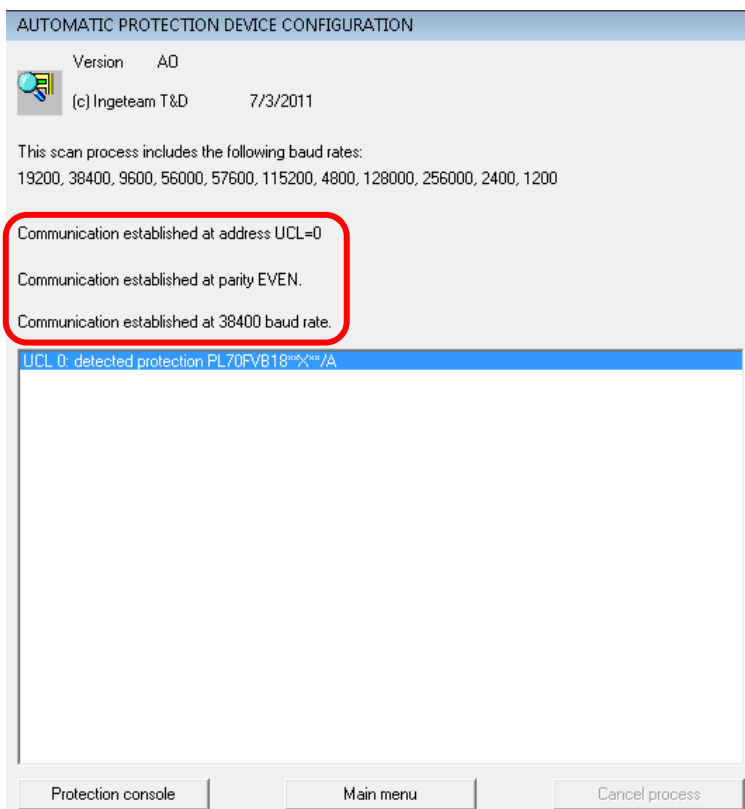 AUTOMATIC PROTECTION DEVICE CONFIGURATION
Version AO
(c) Ingeteam T&D 7/3/2011
This scan process includes the following baud rates:
19200, 38400, 9600, 56000, 57600, 115200, 4800, 128000, 256000, 2400, 1200
Communication established at address UCL=0
Communication established at parity EVEN.
Communication established at 38400 baud rate.
UCL 0: detected protection PL70FVB18**X**/A
Protection console Main menu Cancel process